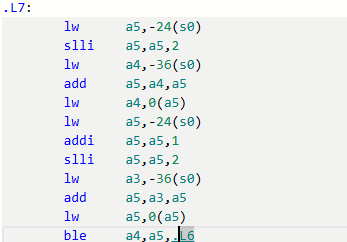 .L7:
lw a5,-24(s0)
slli a5,a5,2
lw a4,-36(s0)
add a5,a4,a5
lw a4,0(a5)
lw a5,-24(s0)
addi a5,a5,1
slli a5,a5,2
lw a3,-36(s0)
add a5,a3,a5
lw a5,0(a5)
ble a4,a5,.L6